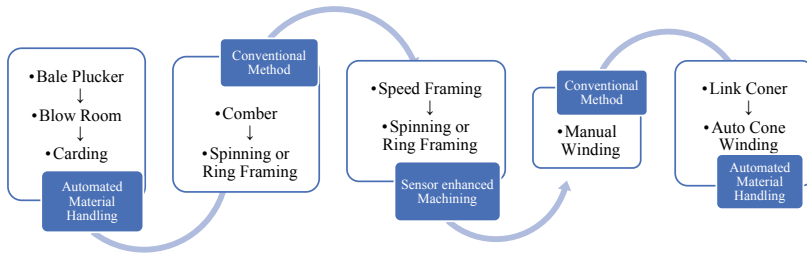 •Bale Plucker
↓
•Blow Room
↓
•Carding
Automated
Material
Handling
Conventional
Method
•Comber
↓
•Spinning or
Ring Framing
•Speed Framing
↓
•Spinning or
Ring Framing
Sensor enhanced
Machining
Conventional
Method
•Manual
Winding
•Link Coner
↓
•Auto Cone
Winding
Automated
Material
Handling